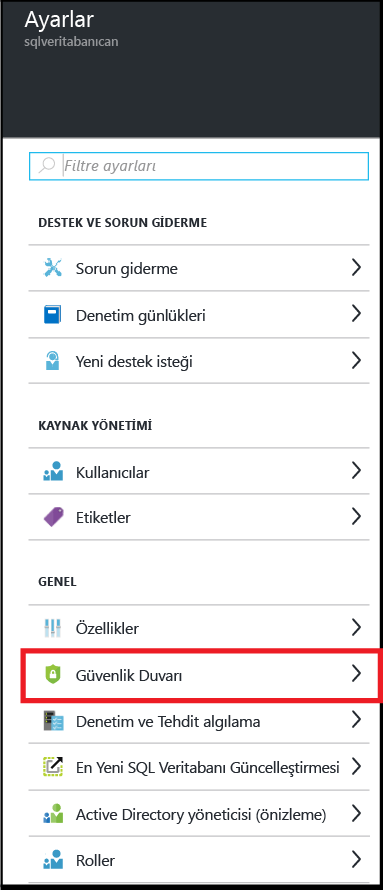 Ayarlar
sqlveritabanıcan
Filtre ayarları
DESTEK VE SORUN GİDERME
Sorun giderme
Denetim günlükleri
Yeni destek isteği
KAYNAK YÖNETİMİ
Kullanıcılar
Etiketler
GENEL
Özellikler
Güvenlik Duvarı
Denetim ve Tehdit algılama
En Yeni SQL Veritabanı Güncelleştirmesi
Active Directory yöneticisi (önizleme)
Roller